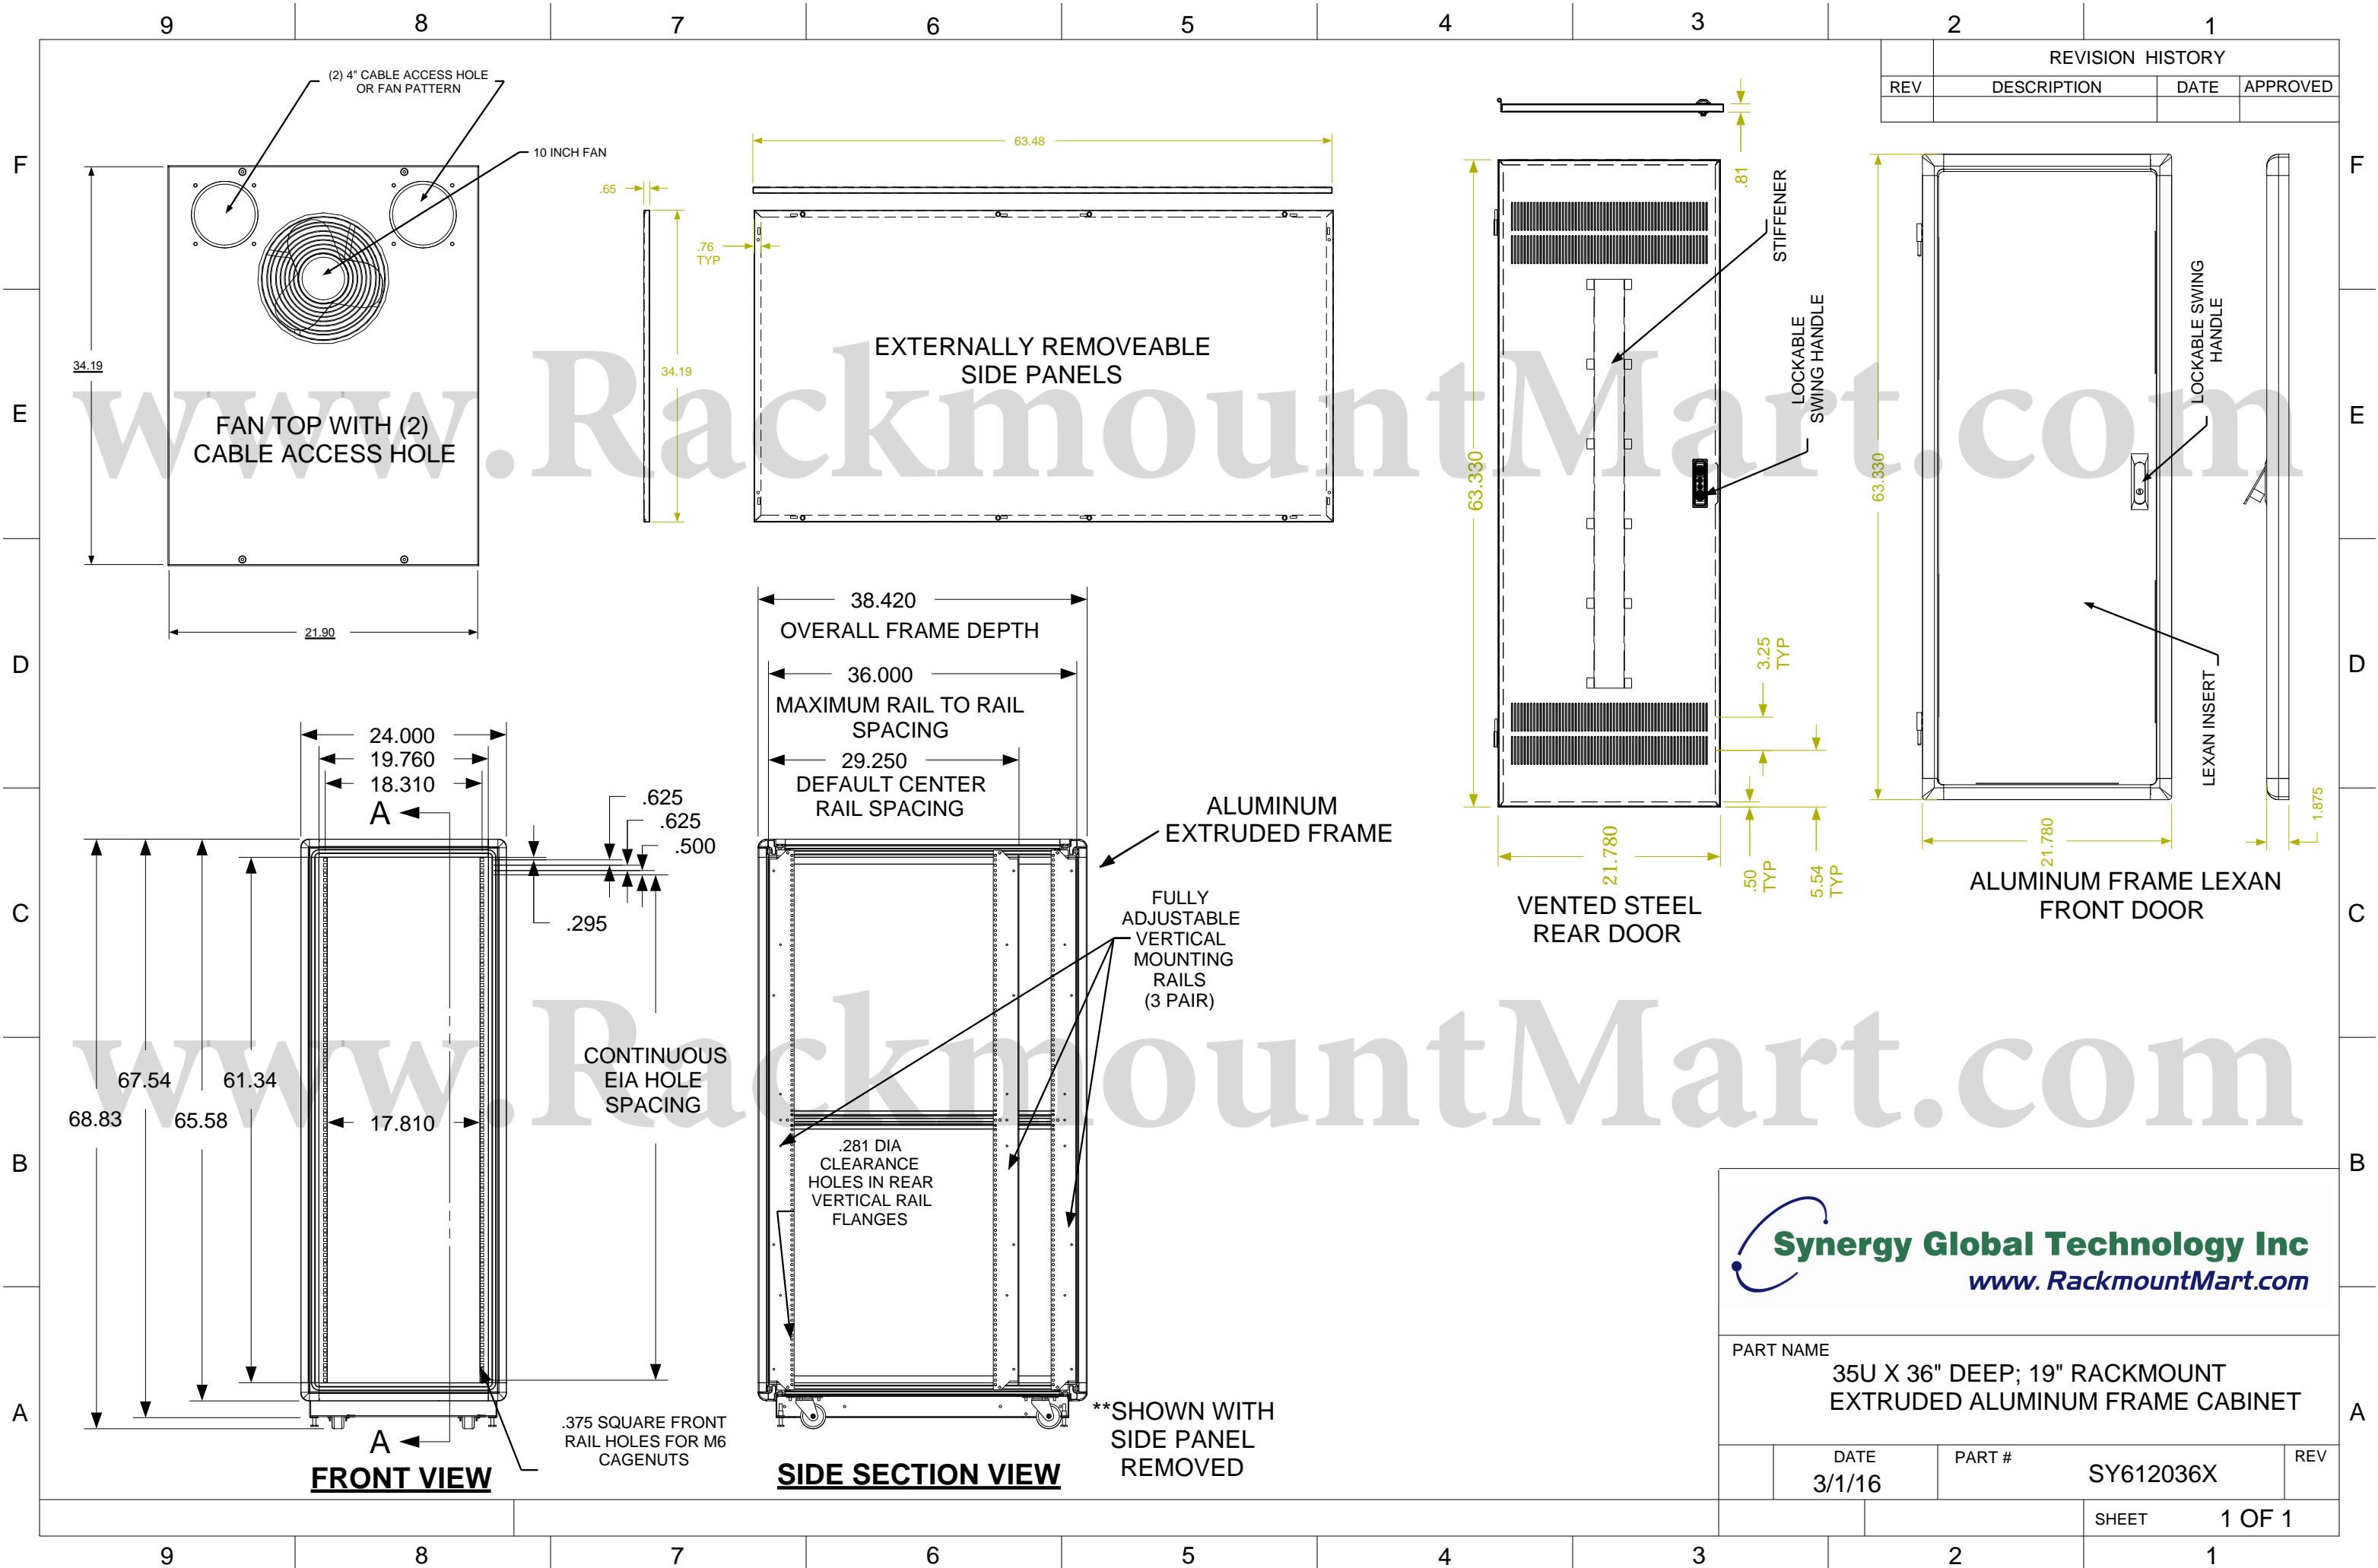 9 8 7 6 5 4 3 2 1
REVISION HISTORY
REV DESCRIPTION DATE APPROVED
F F
E E
D D
C C
B B
A A
(2) 4" CABLE ACCESS HOLE
OR FAN PATTERN
10 INCH FAN
34.19
FAN TOP WITH (2)
CABLE ACCESS HOLE
21.90
63.48
.65
.76
TYP
34.19
EXTERNALLY REMOVEABLE
SIDE PANELS
.81
STIFFENER
LOCKABLE
SWING HANDLE
63.330
3.25
TYP
21.780
.50
TYP
5.54
TYP
VENTED STEEL
REAR DOOR
63.330
LOCKABLE SWING
HANDLE
LEXAN INSERT
21.780
1.875
ALUMINUM FRAME LEXAN
FRONT DOOR
www.RackmountMart.com
38.420
OVERALL FRAME DEPTH
36.000
MAXIMUM RAIL TO RAIL
SPACING
29.250
DEFAULT CENTER
RAIL SPACING
ALUMINUM
EXTRUDED FRAME
FULLY
ADJUSTABLE
VERTICAL
MOUNTING
RAILS
(3 PAIR)
.281 DIA
CLEARANCE
HOLES IN REAR
VERTICAL RAIL
FLANGES
**SHOWN WITH
SIDE PANEL
REMOVED
SIDE SECTION VIEW
24.000
19.760
18.310
A
.625
.625
.500
.295
67.54 61.34
68.83 65.58 17.810
CONTINUOUS
EIA HOLE
SPACING
.375 SQUARE FRONT
RAIL HOLES FOR M6
CAGENUTS
A
FRONT VIEW
www.RackmountMart.com
Synergy Global Technology Inc
www. RackmountMart.com
PART NAME
35U X 36" DEEP; 19" RACKMOUNT
EXTRUDED ALUMINUM FRAME CABINET
DATE PART # REV
3/1/16 SY612036X
SHEET 1 OF 1
9 8 7 6 5 4 3 2 1